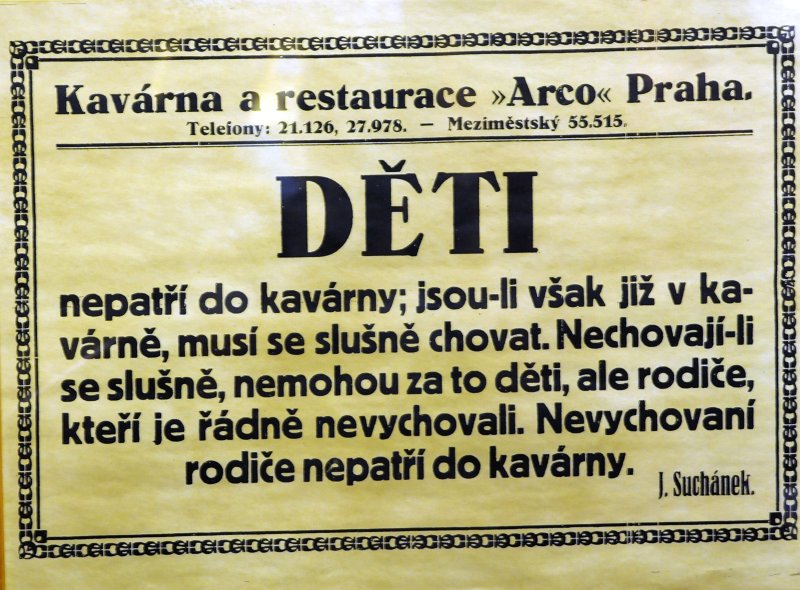 Kavárna a restaurace »Arco« Praha.
Telefony: 21.126, 27.978. — Meziměstský 55.515.
DĚTI
nepatří do kavárny; jsou-li však již v ka-
várně, musí se slušně chovat. Nechovají-li
se slušně, nemohou za to děti, ale rodiče,
kteří je řádně nevychovali. Nevychovaní
rodiče nepatří do kavárny.
J. Suchánek.